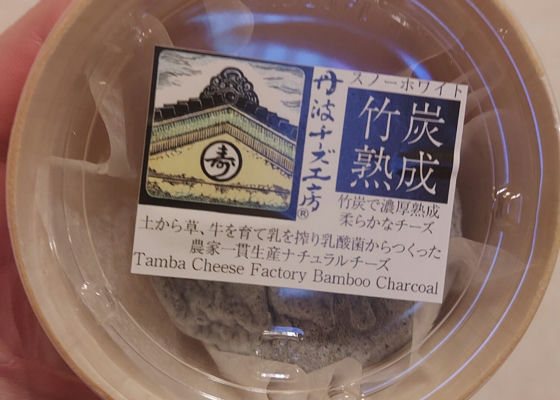 スノーホワイト
丹波チーズ工房®
竹炭
熟成
竹炭で濃厚熟成
柔らかなチーズ
寿
土から草、牛を育て乳を搾り乳酸菌からつくった
農家一貫生産ナチュラルチーズ
Tamba Cheese Factory Bamboo Charcoal